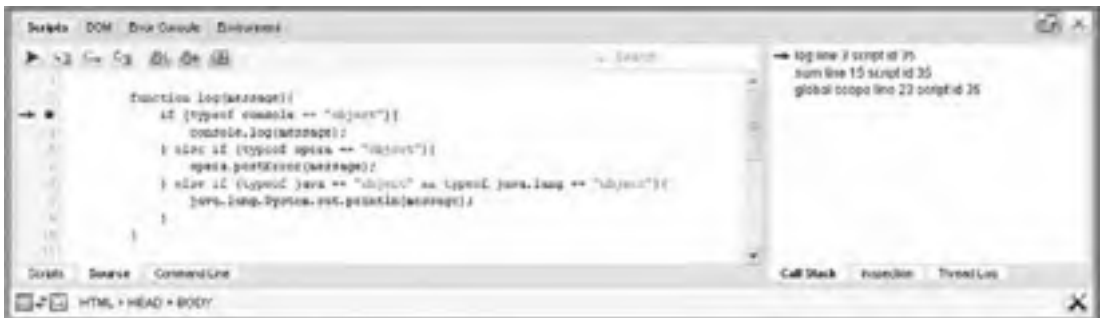 Scripts DOM Error Console Environment
Search
function log(message){
if (typeof console == "object"){
console.log(message);
} else if (typeof opera == "object"){
opera.postError(message);
} else if (typeof java == "object" && typeof java.lang == "object"){
java.lang.System.out.println(message);
}
}
Scripts Source Command Line
→ log line 3 script id 35
sum line 15 script id 35
global scope line 23 script id 35
Call Stack Inspection Thread Log
HTML > HEAD + BODY